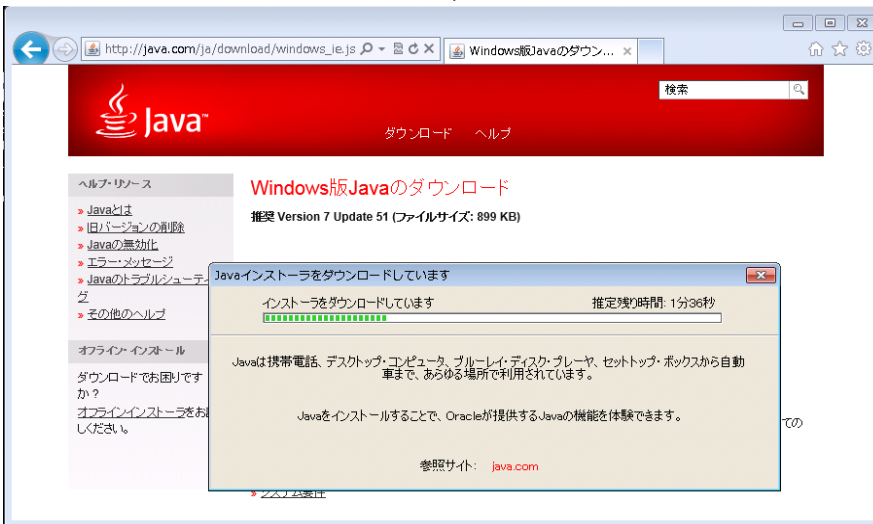 http://java.com/ja/download/windows_ie.js
Windows版Javaのダウン...
検索
Java™
ダウンロード ヘルプ
ヘルプ・リソース
» Javaとは
» 旧バージョンの削除
» Javaの無効化
» エラー・メッセージ
» Javaのトラブルシューティ
グ
» その他のヘルプ
オフライン・インストール
ダウンロードでお困りです
か?
オフラインインストーラをお
しください。
Windows版Javaのダウンロード
推奨 Version 7 Update 51 (ファイルサイズ: 899 KB)
Javaインストーラをダウンロードしています
インストーラをダウンロードしています 推定残り時間: 1分36秒
Javaは携帯電話、デスクトップ・コンピュータ、ブルーレイ・ディスク・プレーヤ、セットトップ・ボックスから自動
車まで、あらゆる場所で利用されています。
Javaをインストールすることで、Oracleが提供するJavaの機能を体験できます。
参照サイト: java.com
ての
» システム要件